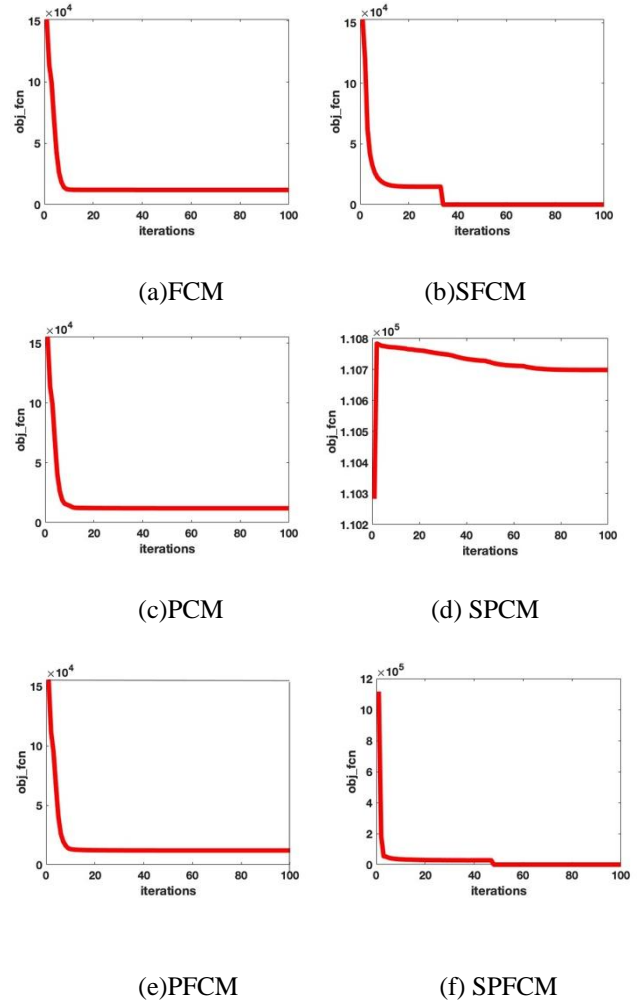 ×10⁴
15
10
5
0
obj_fcn
0 20 40 60 80 100
iterations
(a)FCM
×10⁴
15
10
5
0
obj_fcn
0 20 40 60 80 100
iterations
(b)SFCM
×10⁴
15
10
5
0
obj_fcn
0 20 40 60 80 100
iterations
(c)PCM
×10⁵
1.108
1.107
1.106
1.105
1.104
1.103
1.102
obj_fcn
0 20 40 60 80 100
iterations
(d) SPCM
×10⁴
15
10
5
0
obj_fcn
0 20 40 60 80 100
iterations
(e)PFCM
×10⁵
12
10
8
6
4
2
0
obj_fcn
0 20 40 60 80 100
iterations
(f) SPFCM